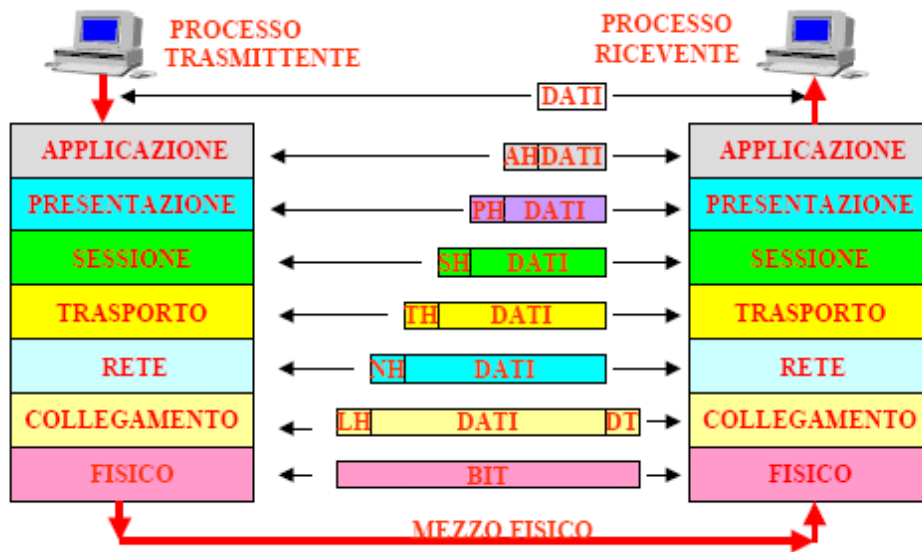 PROCESSO
TRASMITTENTE
PROCESSO
RICEVENTE
DATI
APPLICAZIONE
AH DATI
APPLICAZIONE
PRESENTAZIONE
PH DATI
PRESENTAZIONE
SESSIONE
SH DATI
SESSIONE
TRASPORTO
TH DATI
TRASPORTO
RETE
NH DATI
RETE
COLLEGAMENTO
LH DATI DT
COLLEGAMENTO
FISICO
BIT
FISICO
MEZZO FISICO